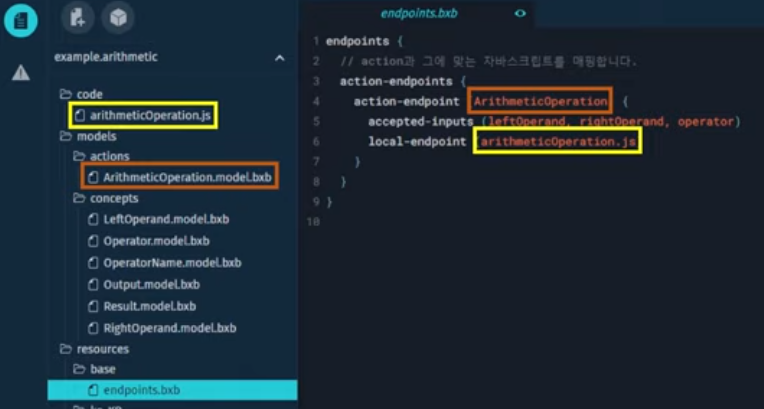 endpoints.bxb
example.arithmetic
code
arithmeticOperation.js
models
actions
ArithmeticOperation.model.bxb
concepts
LeftOperand.model.bxb
Operator.model.bxb
OperatorName.model.bxb
Output.model.bxb
Result.model.bxb
RightOperand.model.bxb
resources
base
endpoints.bxb
1 endpoints {
2 // action과 그에 맞는 자바스크립트를 매핑합니다.
3 action-endpoints {
4 action-endpoint (ArithmeticOperation) {
5 accepted-inputs (leftOperand, rightOperand, operator)
6 local-endpoint (arithmeticOperation.js)
7 }
8 }
9 }
10